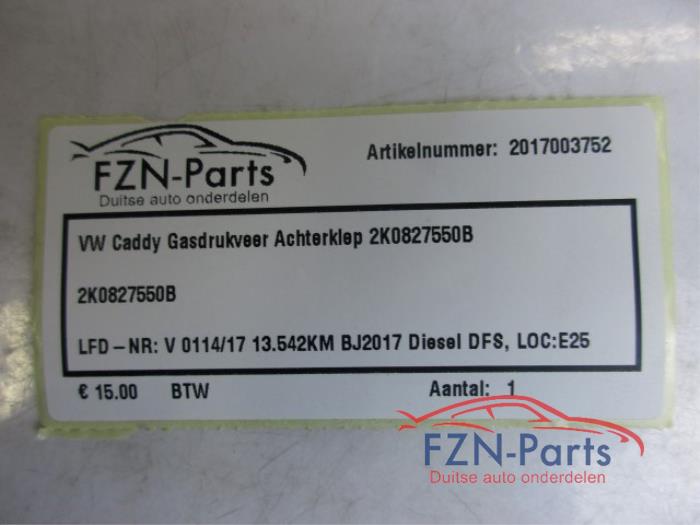 FZN-Parts
Duitse auto onderdelen
Artikelnummer: 2017003752
VW Caddy Gasdrukveer Achterklep 2K0827550B
2K0827550B
LFD-NR: V 0114/17 13.542KM BJ2017 Diesel DFS, LOC:E25
€ 15.00 BTW Aantal: 1
FZN-Parts
Duitse auto onderdelen